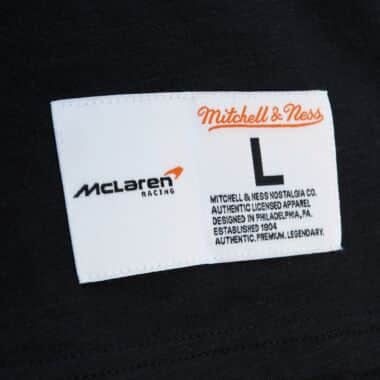 McLaren
RACING
Mitchell & Ness
L
MITCHELL & NESS NOSTALGIA CO.
AUTHENTIC LICENSED APPAREL
DESIGNED IN PHILADELPHIA, PA.
ESTABLISHED 1904
AUTHENTIC. PREMIUM. LEGENDARY.